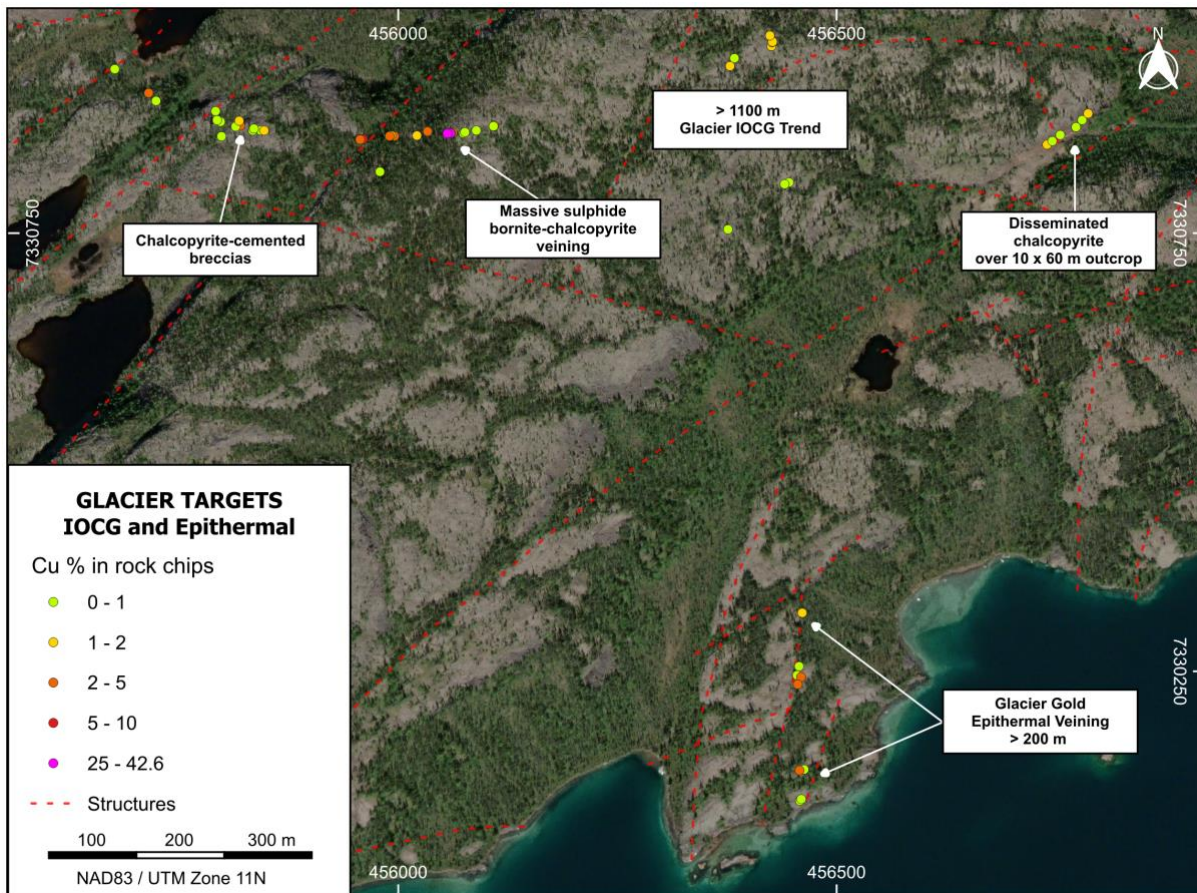 456000
456500
N
> 1100 m
Glacier IOCG Trend
7330750
7330750
Chalcopyrite-cemented
breccias
Massive sulphide
bornite-chalcopyrite
veining
Disseminated
chalcopyrite
over 10 x 60 m outcrop
GLACIER TARGETS
IOCG and Epithermal
Cu % in rock chips
0 - 1
1 - 2
2 - 5
5 - 10
25 - 42.6
Structures
100 200 300 m
NAD83 / UTM Zone 11N
7330250
Glacier Gold
Epithermal Veining
> 200 m
456000
456500